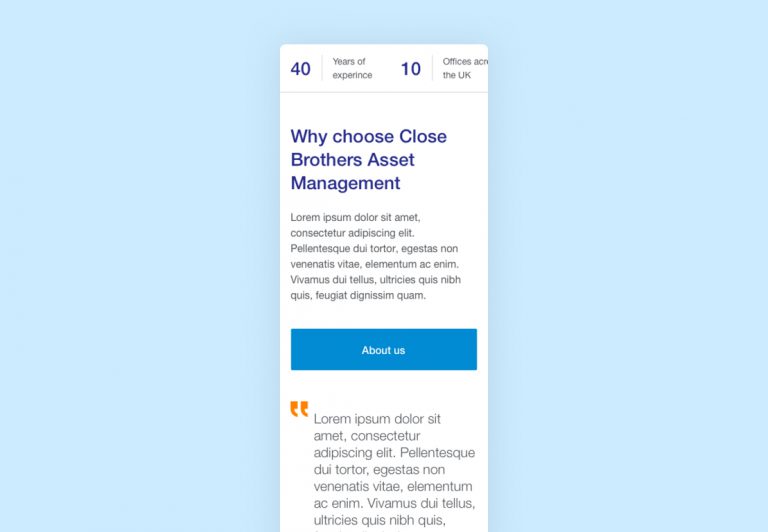 40 Years of 10 Offices acre
experince the UK
Why choose Close
Brothers Asset
Management
Lorem ipsum dolor sit amet,
consectetur adipiscing elit.
Pellentesque dui tortor, egestas non
venenatis vitae, elementum ac enim.
Vivamus dui tellus, ultricies quis nibh
quis, feugiat dignissim quam.
About us
Lorem ipsum dolor sit
amet, consectetur
adipiscing elit. Pellentesque
dui tortor, egestas non
venenatis vitae, elementum
ac enim. Vivamus dui tellus,
ultricies quis nibh quis,